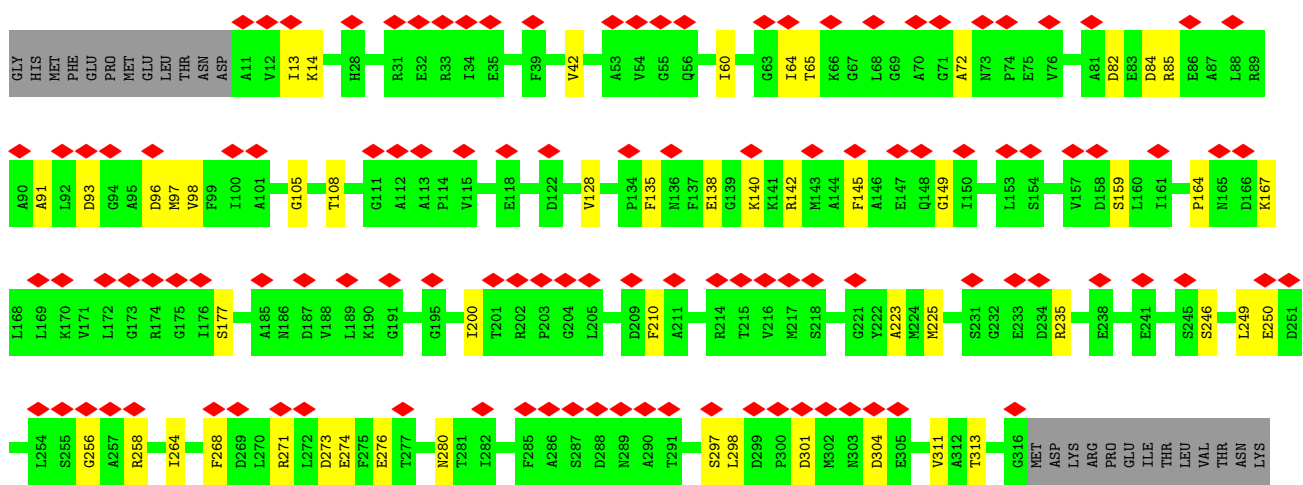 GLY HIS MET PHE GLU PRO MET GLU LEU THR ASN ASP A11 V12 I13 K14 H28 R31 E32 R33 I34 E35 F39 V42 A53 V54 G55 Q56 I60 G63 I64 T65 K66 G67 L68 G69 A70 G71 A72 N73 P74 E75 V76 A81 D82 E83 D84 R85 E86 A87 L88 R89
A90 A91 L92 D93 G94 A95 D96 M97 V98 F99 I100 A101 G105 T108 G111 A112 A113 P114 V115 E118 D122 V128 P134 F135 N136 F137 E138 G139 K140 K141 R142 M143 A144 F145 A146 E147 Q148 G149 I150 L153 S154 V157 D158 S159 L160 I161 P164 N165 D166 K167
L168 L169 K170 V171 L172 G173 R174 G175 I176 S177 A185 N186 D187 V188 L189 K190 G191 G195 I200 T201 R202 P203 G204 L205 D209 F210 A211 R214 T215 V216 M217 S218 G221 Y222 A223 M224 M225 S231 G232 E233 D234 R235 E238 E241 S245 S246 L249 E250 D251
L254 S255 G256 A257 R258 I264 F268 D269 L270 R271 L272 D273 E274 F275 E276 T277 N280 T281 I282 F285 A286 S287 D288 N289 A290 T291 S297 L298 D299 P300 D301 M302 N303 D304 E305 V311 A312 T313 G316 MET ASP LYS ARG PRO GLU ILE THR LEU VAL THR ASN LYS